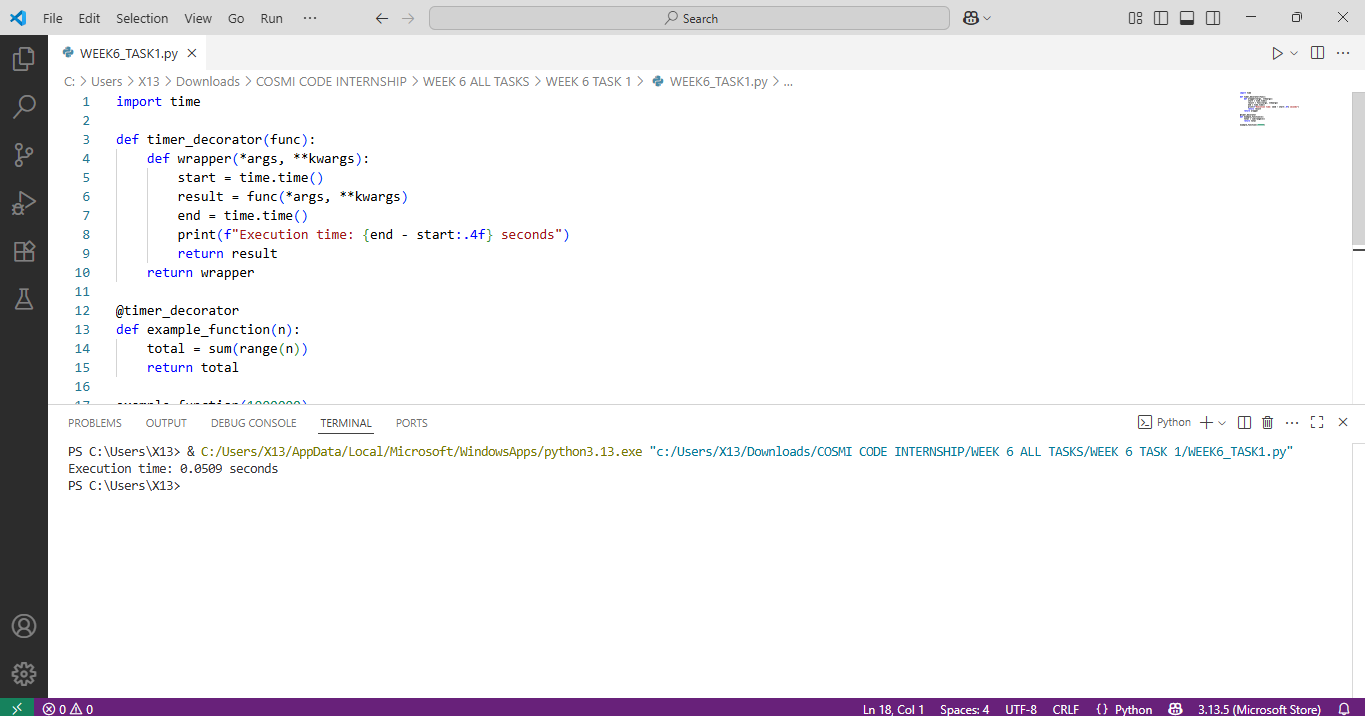 File Edit Selection View Go Run ··· Search
WEEK6_TASK1.py
C: > Users > X13 > Downloads > COSMI CODE INTERNSHIP > WEEK 6 ALL TASKS > WEEK 6 TASK 1 > WEEK6_TASK1.py > ...
1 import time
2
3 def timer_decorator(func):
4     def wrapper(*args, **kwargs):
5         start = time.time()
6         result = func(*args, **kwargs)
7         end = time.time()
8         print(f"Execution time: {end - start:.4f} seconds")
9         return result
10     return wrapper
11
12 @timer_decorator
13 def example_function(n):
14     total = sum(range(n))
15     return total
16
17 example_function(1000000)
PROBLEMS OUTPUT DEBUG CONSOLE TERMINAL PORTS Python
PS C:\Users\X13> & C:/Users/X13/AppData/Local/Microsoft/WindowsApps/python3.13.exe "c:/Users/X13/Downloads/COSMI CODE INTERNSHIP/WEEK 6 ALL TASKS/WEEK 6 TASK 1/WEEK6_TASK1.py"
Execution time: 0.0509 seconds
PS C:\Users\X13>
0 0 Ln 18, Col 1 Spaces: 4 UTF-8 CRLF {} Python 3.13.5 (Microsoft Store)